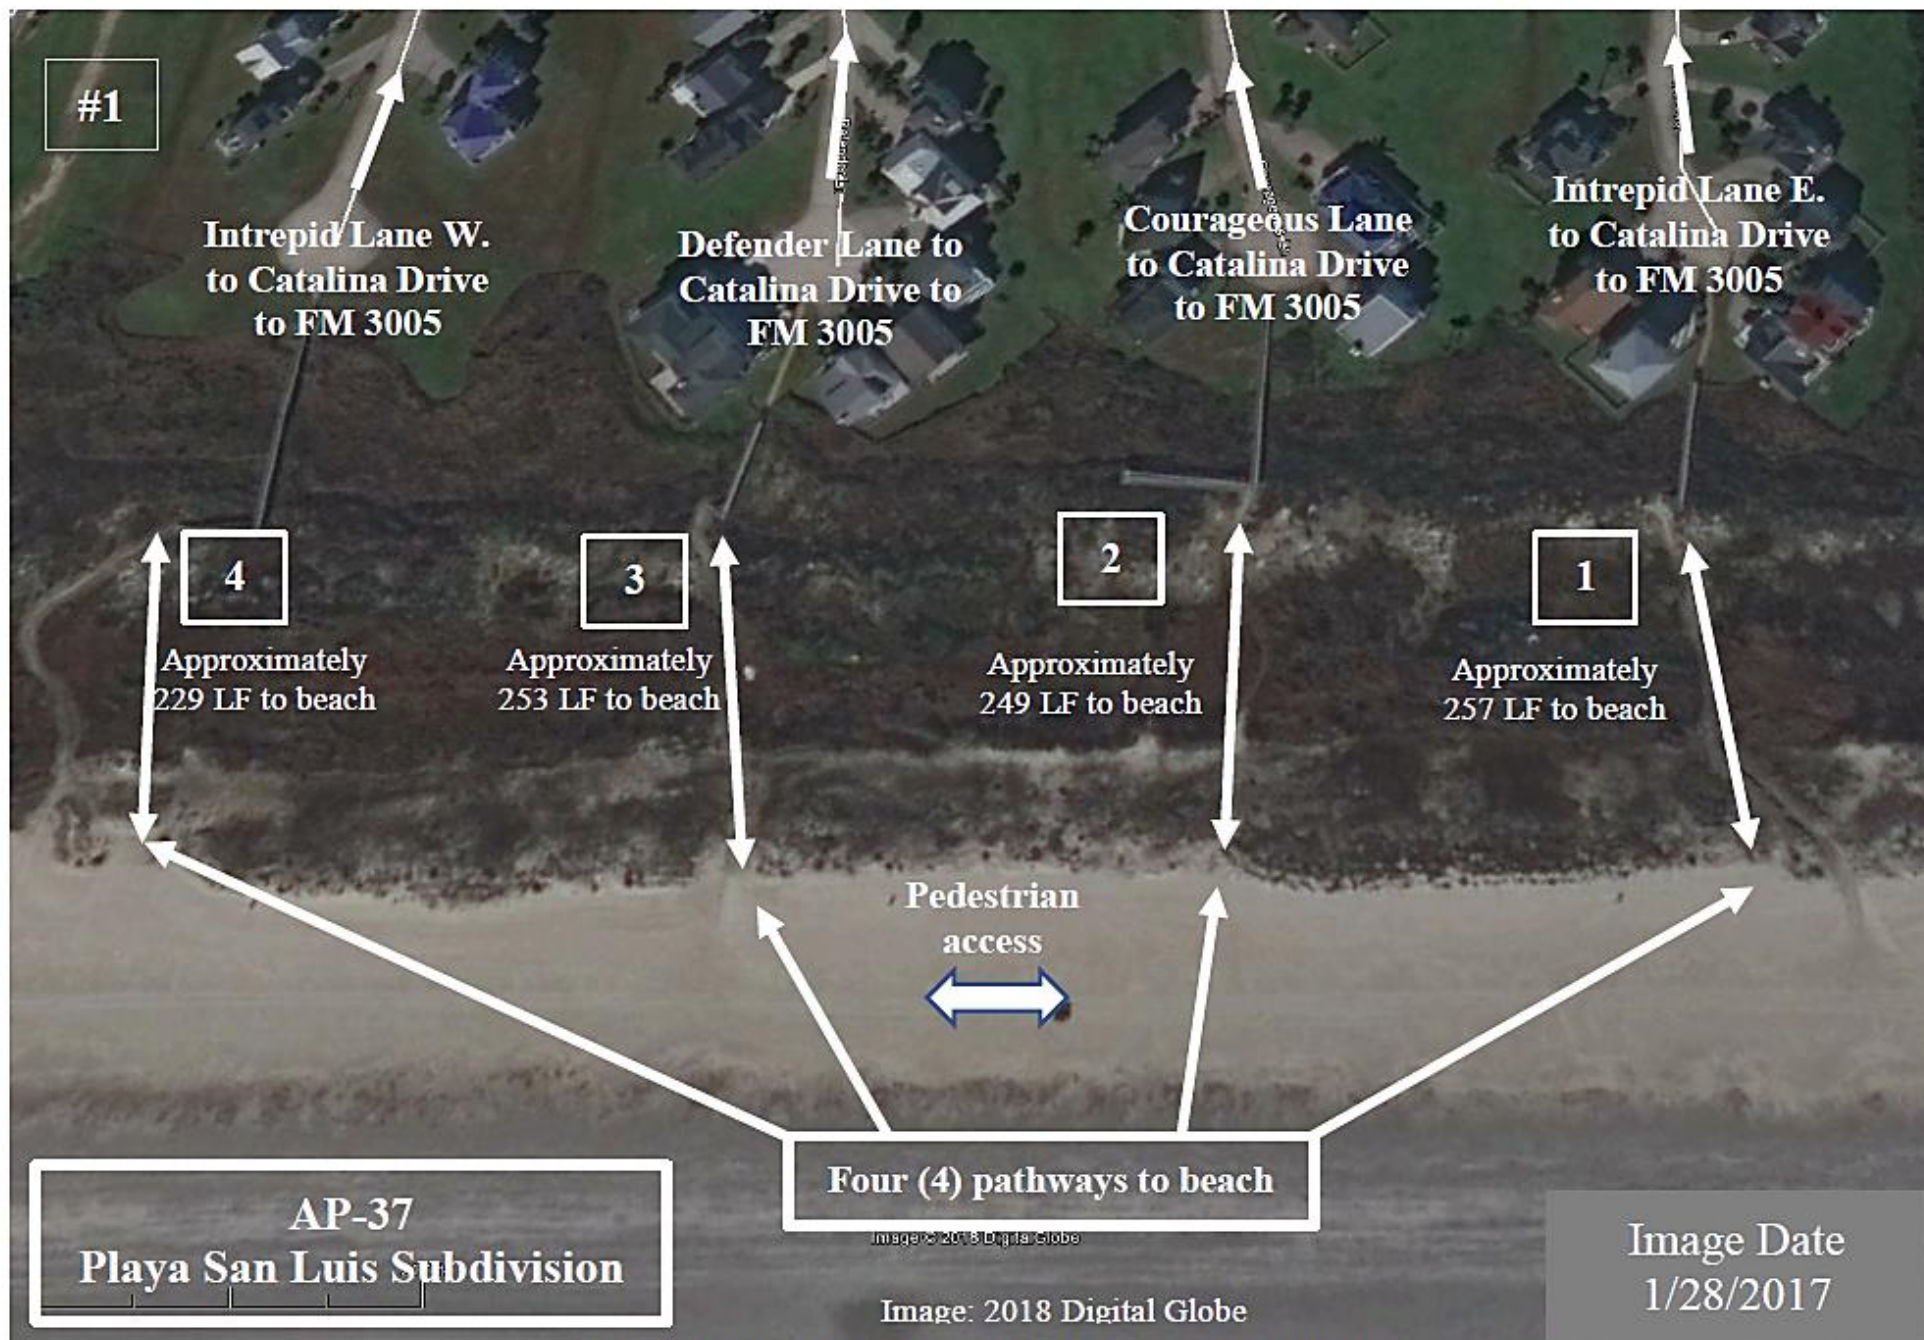 #1
Intrepid Lane W.
to Catalina Drive
to FM 3005
Defender Lane to
Catalina Drive to
FM 3005
Courageous Lane
to Catalina Drive
to FM 3005
Intrepid Lane E.
to Catalina Drive
to FM 3005
4
Approximately
229 LF to beach
3
Approximately
253 LF to beach
2
Approximately
249 LF to beach
1
Approximately
257 LF to beach
Pedestrian
access
Four (4) pathways to beach
Image © 2018 DigitalGlobe
AP-37
Playa San Luis Subdivision
Image: 2018 Digital Globe
Image Date
1/28/2017